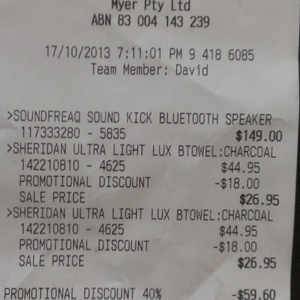 Myer Pty Ltd
ABN 83 004 143 239
17/10/2013 7:11:01 PM 9 418 6085
Team Member: David
>SOUNDFREAQ SOUND KICK BLUETOOTH SPEAKER
117333280 - 5835 $149.00
>SHERIDAN ULTRA LIGHT LUX BTOWEL:CHARCOAL
142210810 - 4625 $44.95
PROMOTIONAL DISCOUNT -$18.00
SALE PRICE $26.95
>SHERIDAN ULTRA LIGHT LUX BTOWEL:CHARCOAL
142210810 - 4625 $44.95
PROMOTIONAL DISCOUNT -$18.00
SALE PRICE $26.95
PROMOTIONAL DISCOUNT 40% -$59.60